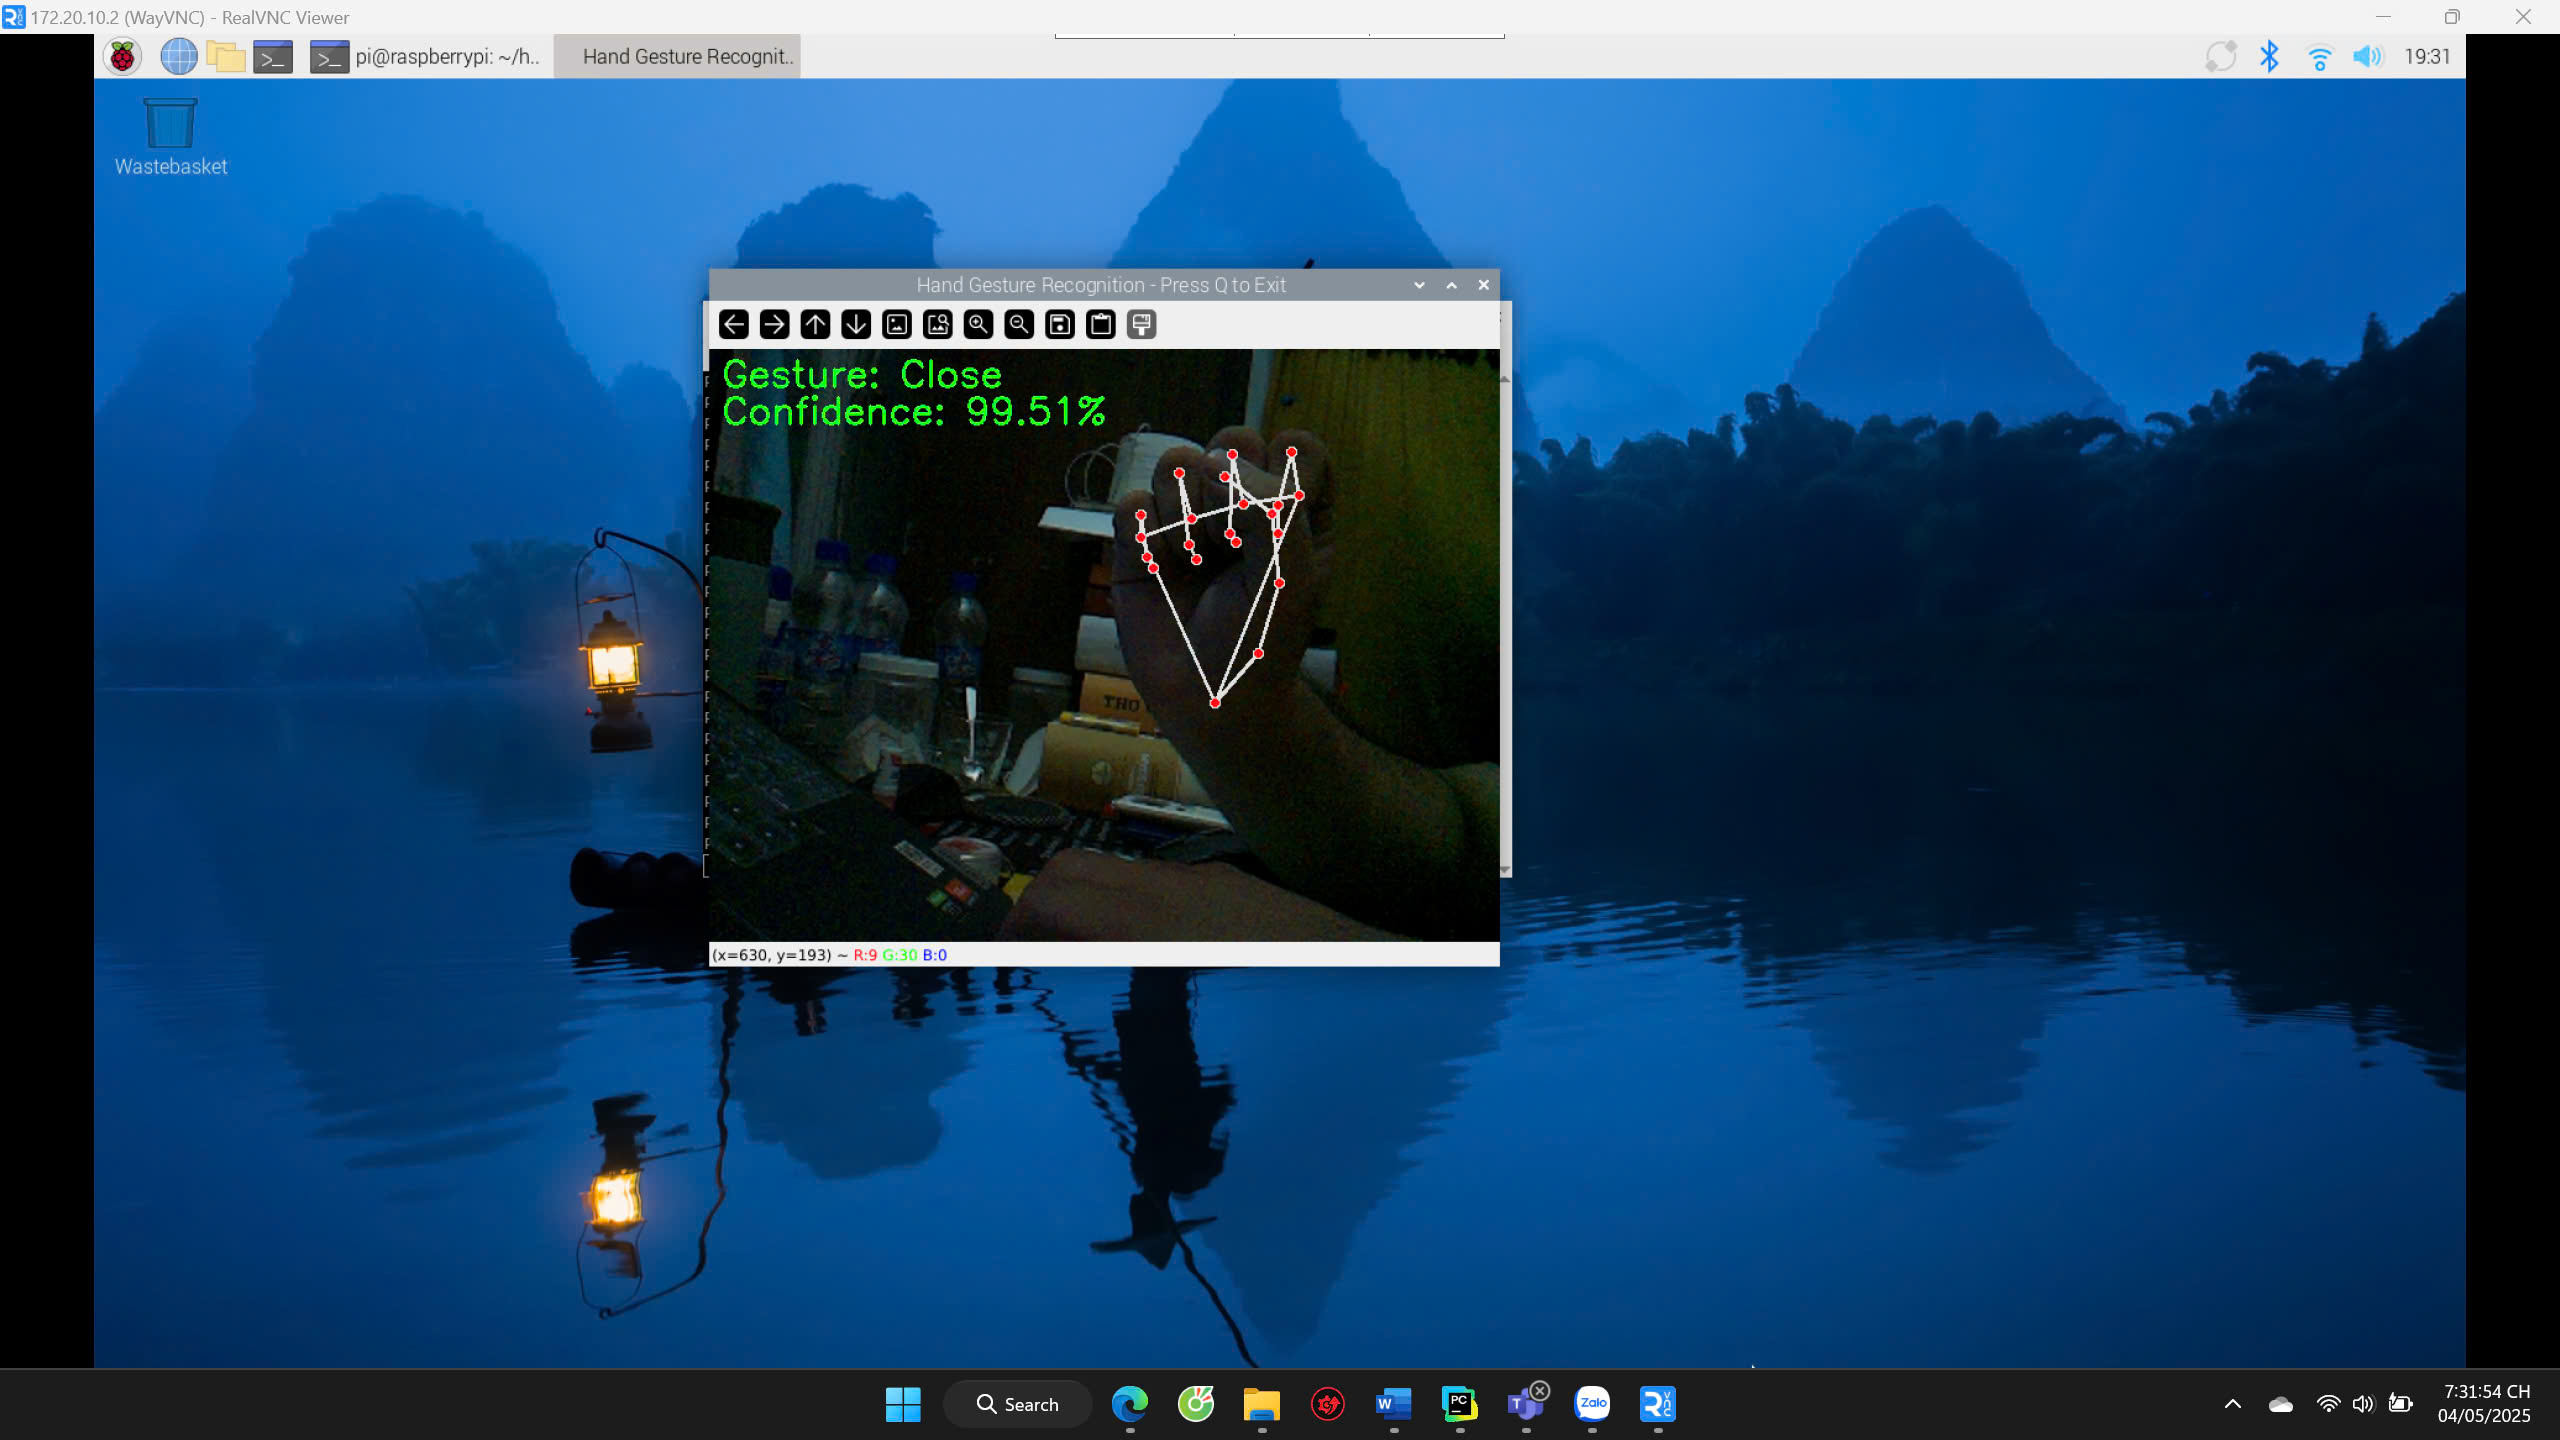 172.20.10.2 (WayVNC) - RealVNC Viewer
pi@raspberrypi: ~/h..
Hand Gesture Recognit..
19:31
Wastebasket
Hand Gesture Recognition - Press Q to Exit
Gesture: Close
Confidence: 99.51%
THO
(x=630, y=193) ~ R:9 G:30 B:0
Search
PC
W
T
Zalo
7:31:54 CH
04/05/2025